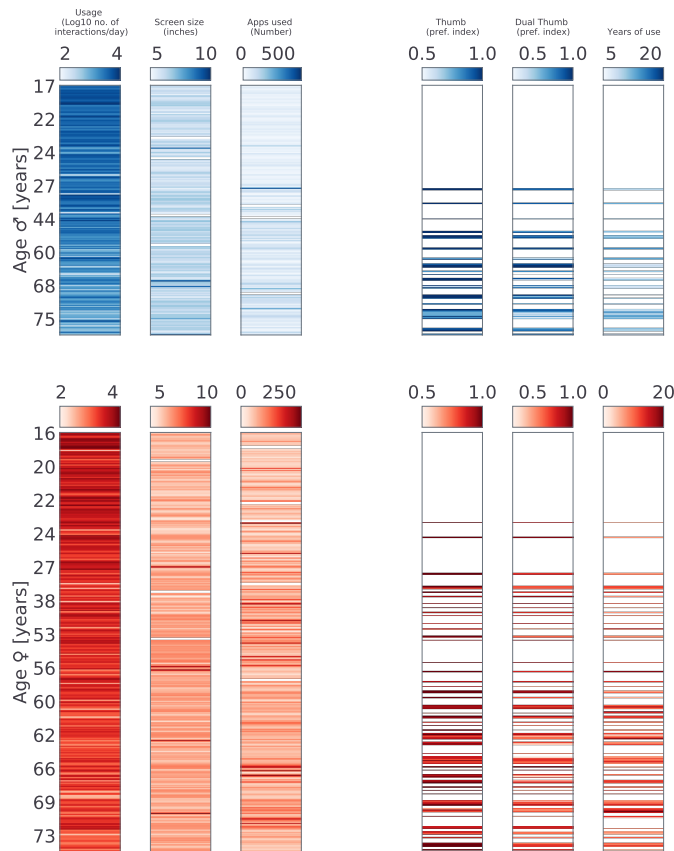 Usage
(Log10 no. of
interactions/day)
Screen size
(inches)
Apps used
(Number)
Thumb
(pref. index)
Dual Thumb
(pref. index)
Years of use
2 4
5 10
0 500
0.5 1.0
0.5 1.0
5 20
17
22
24
27
44
60
68
75
Age ♂ [years]
2 4
5 10
0 250
0.5 1.0
0.5 1.0
0 20
16
20
22
24
27
38
53
56
60
62
66
69
73
Age ♀ [years]